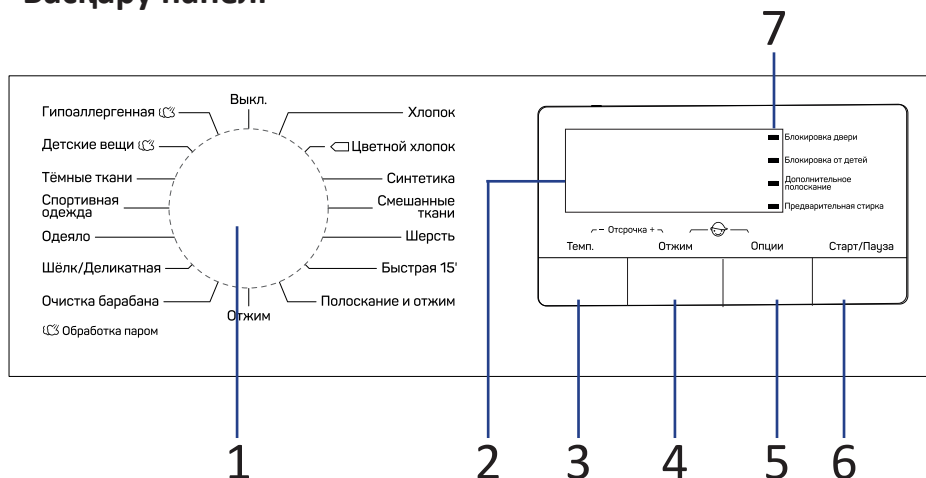 Басқару панелі
7
Выкл.
Гипоаллергенная
Детские вещи
Тёмные ткани
Спортивная
одежда
Одеяло
Шёлк/Деликатная
Очистка барабана
Обработка паром
Хлопок
Цветной хлопок
Синтетика
Смешанные
ткани
Шерсть
Быстрая 15'
Полоскание и отжим
Отжим
Блокировка двери
Блокировка от детей
Дополнительное
полоскание
Предварительная стирка
– Отсрочка +
Темп. Отжим Опции Старт/Пауза
1 2 3 4 5 6